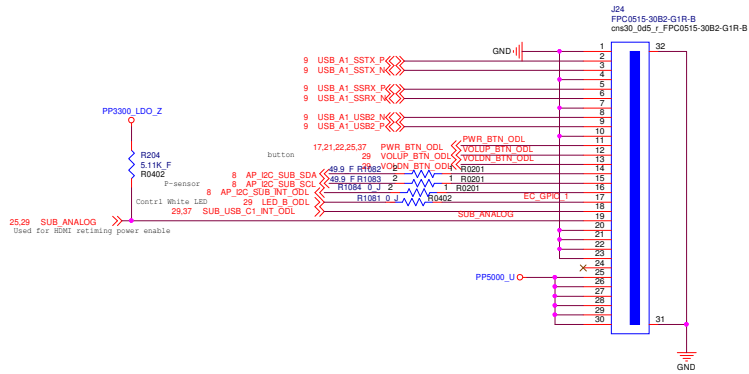 J24
FPC0515-30B2-G1R-B
cns30_0d5_r_FPC0515-30B2-G1R-B
GND
1
32
9 USB_A1_SSTX_P
2
9 USB_A1_SSTX_N
3
4
9 USB_A1_SSRX_P
5
9 USB_A1_SSRX_N
6
7
PP3300_LDO_Z
9 USB_A1_USB2_N
8
9 USB_A1_USB2_P
9
10
17,21,22,25,37 PWR_BTN_ODL
PWR_BTN_ODL
11
R204
5.11K_F
R0402
button
29 VOLUP_BTN_ODL
VOLUP_BTN_ODL
12
29 VOLDN_BTN_ODL
VOLDN_BTN_ODL
13
8 AP_I2C_SUB_SDA
49.9_F R1082 2 1 R0201
14
P-sensor
8 AP_I2C_SUB_SCL
49.9_F R1083 2 1 R0201
15
8 AP_I2C_SUB_INT_ODL
R1084 0_J 2 1 R0201
16
Contrl White LED
29 LED_B_ODL
R1081 0_J R0402
EC_GPIO_1
17
29,37 SUB_USB_C1_INT_ODL
18
25,29 SUB_ANALOG
SUB_ANALOG
19
Used for HDMI retiming power enable
20
21
22
23
24
PP5000_U
25
26
27
28
29
30
31
GND